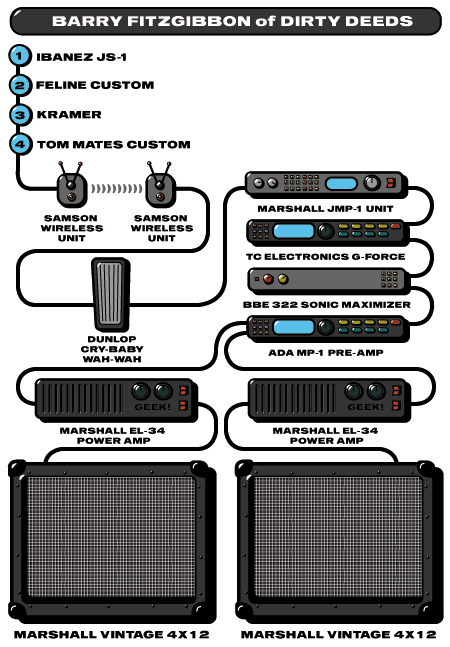 BARRY FITZGIBBON of DIRTY DEEDS
1 IBANEZ JS-1
2 FELINE CUSTOM
3 KRAMER
4 TOM MATES CUSTOM
SAMSON
WIRELESS
UNIT
SAMSON
WIRELESS
UNIT
MARSHALL JMP-1 UNIT
TC ELECTRONICS G-FORCE
BBE 322 SONIC MAXIMIZER
ADA MP-1 PRE-AMP
DUNLOP
CRY-BABY
WAH-WAH
GEEK!
MARSHALL EL-34
POWER AMP
GEEK!
MARSHALL EL-34
POWER AMP
MARSHALL VINTAGE 4X12
MARSHALL VINTAGE 4X12